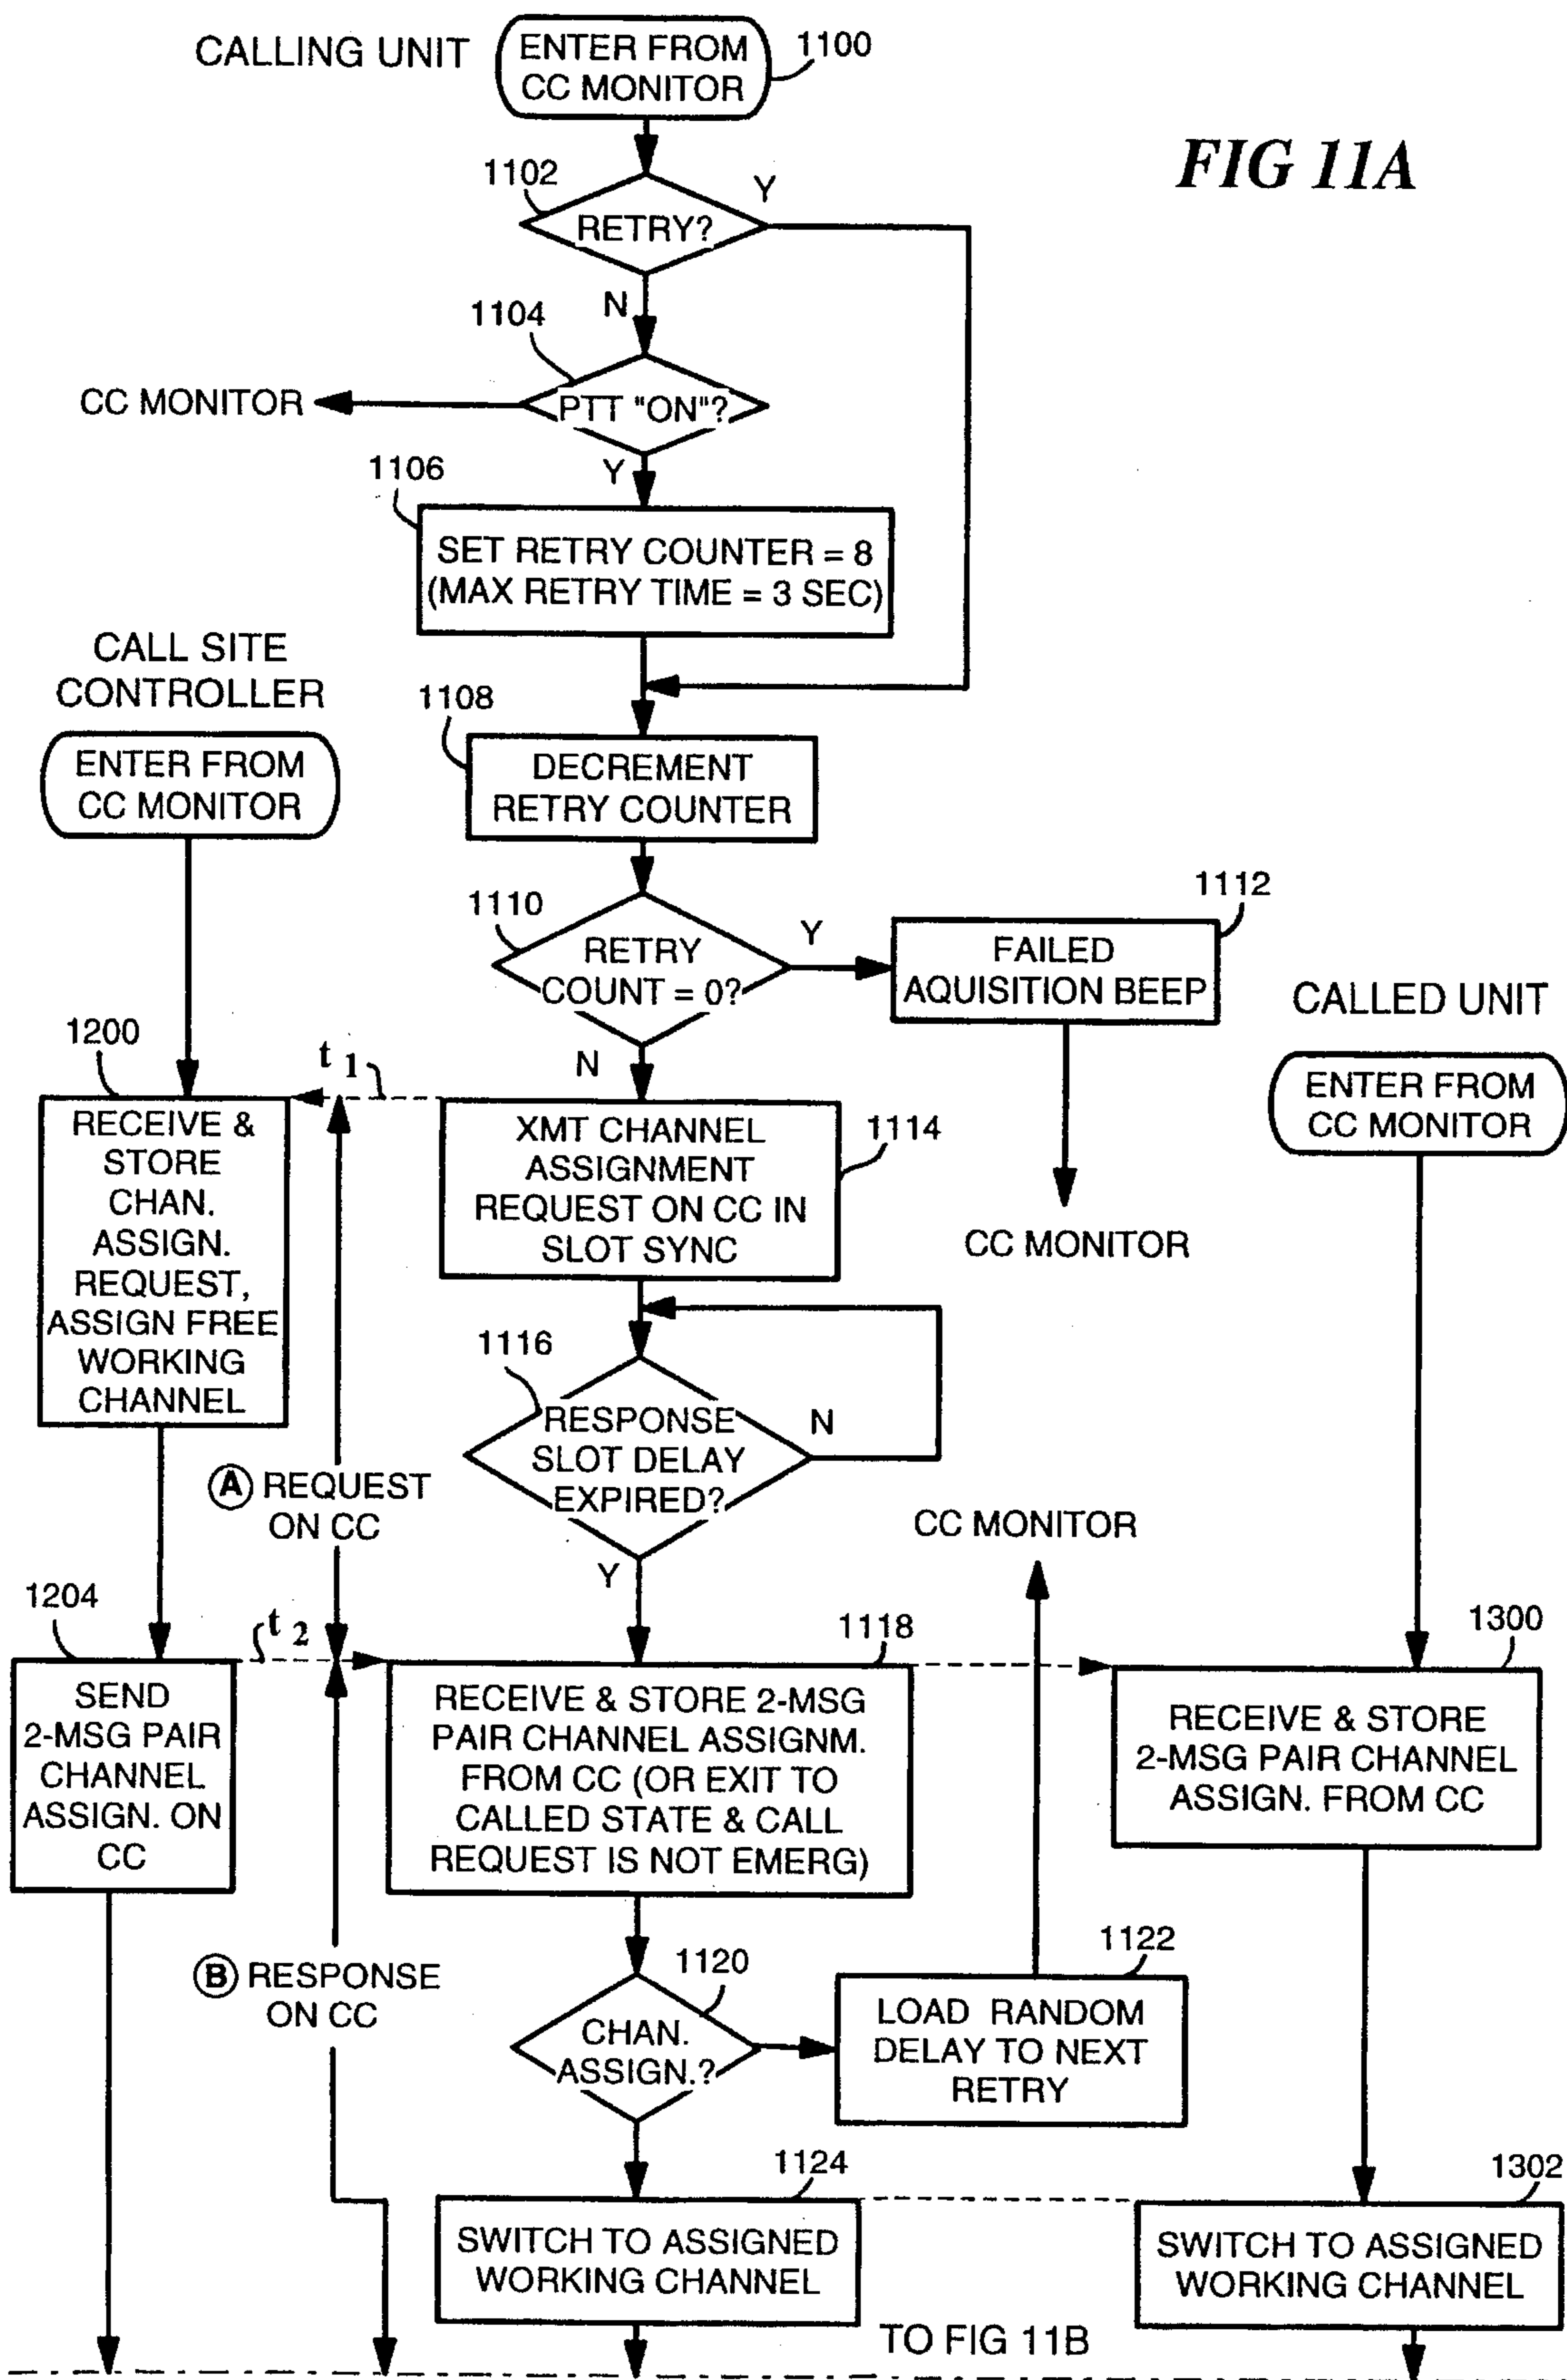 CALLING UNIT
ENTER FROM
CC MONITOR
1100
FIG 11A
1102
RETRY?
Y
N
1104
PTT "ON"?
CC MONITOR
Y
1106
SET RETRY COUNTER = 8
(MAX RETRY TIME = 3 SEC)
CALL SITE
CONTROLLER
ENTER FROM
CC MONITOR
1108
DECREMENT
RETRY COUNTER
1110
RETRY
COUNT = 0?
Y
N
1112
FAILED
AQUISITION BEEP
CC MONITOR
CALLED UNIT
ENTER FROM
CC MONITOR
1200
t 1
RECEIVE &
STORE
CHAN.
ASSIGN.
REQUEST,
ASSIGN FREE
WORKING
CHANNEL
XMT CHANNEL
ASSIGNMENT
REQUEST ON CC IN
SLOT SYNC
1114
1116
RESPONSE
SLOT DELAY
EXPIRED?
N
Y
A REQUEST
ON CC
CC MONITOR
1204
t 2
SEND
2-MSG PAIR
CHANNEL
ASSIGN. ON
CC
1118
RECEIVE & STORE 2-MSG
PAIR CHANNEL ASSIGNM.
FROM CC (OR EXIT TO
CALLED STATE & CALL
REQUEST IS NOT EMERG)
1300
RECEIVE & STORE
2-MSG PAIR CHANNEL
ASSIGN. FROM CC
B RESPONSE
ON CC
1120
CHAN.
ASSIGN.?
1122
LOAD RANDOM
DELAY TO NEXT
RETRY
1124
SWITCH TO ASSIGNED
WORKING CHANNEL
1302
SWITCH TO ASSIGNED
WORKING CHANNEL
TO FIG 11B